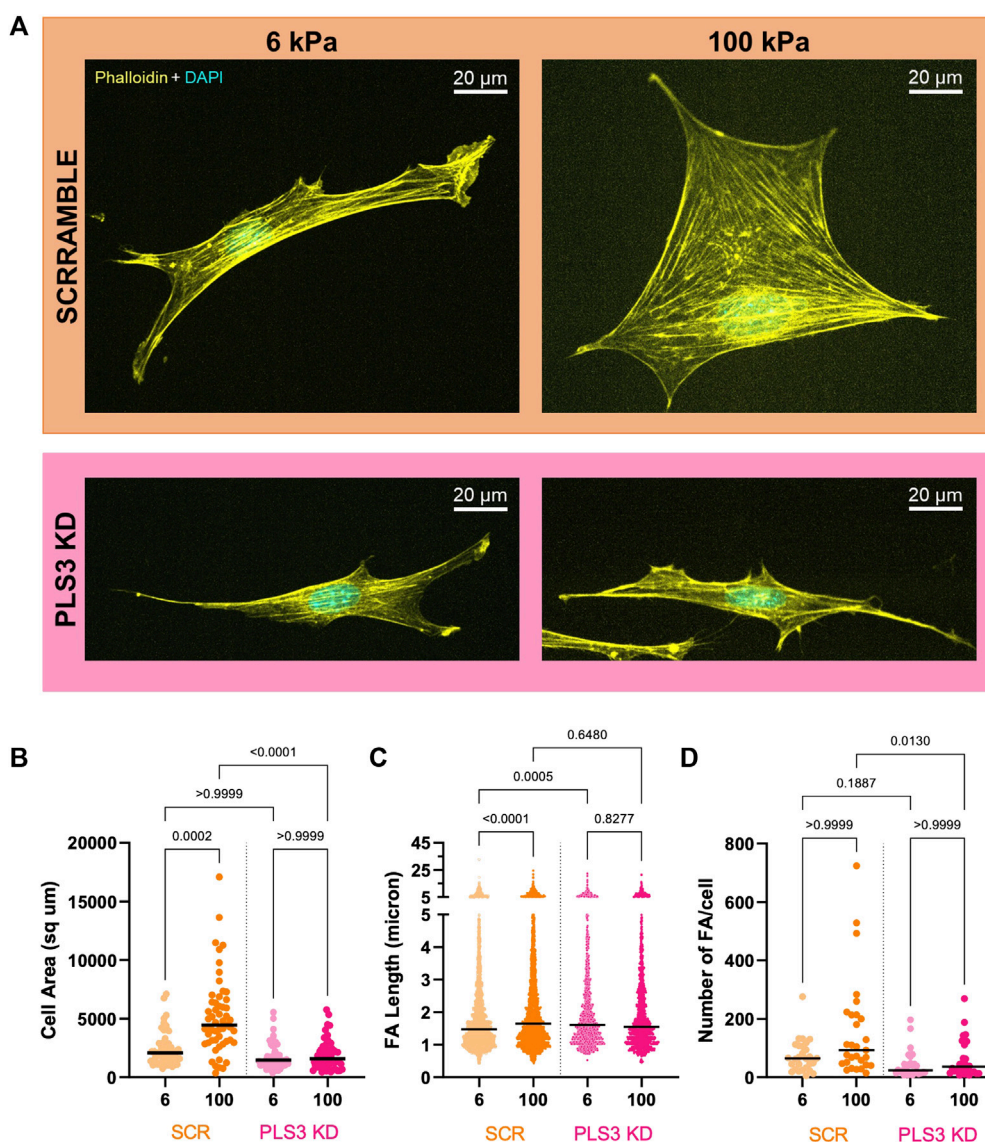 A
6 kPa
100 kPa
SCRRAMBLE
Phalloidin + DAPI
20 µm
20 µm
PLS3 KD
20 µm
20 µm
B
<0.0001
>0.9999
0.0002
>0.9999
Cell Area (sq um)
20000
15000
10000
5000
0
6
100
6
100
SCR
PLS3 KD
C
0.6480
0.0005
<0.0001
0.8277
FA Length (micron)
45
25
5
5
4
3
2
1
0
6
100
6
100
SCR
PLS3 KD
D
0.0130
0.1887
>0.9999
>0.9999
Number of FA/cell
800
600
400
200
0
6
100
6
100
SCR
PLS3 KD